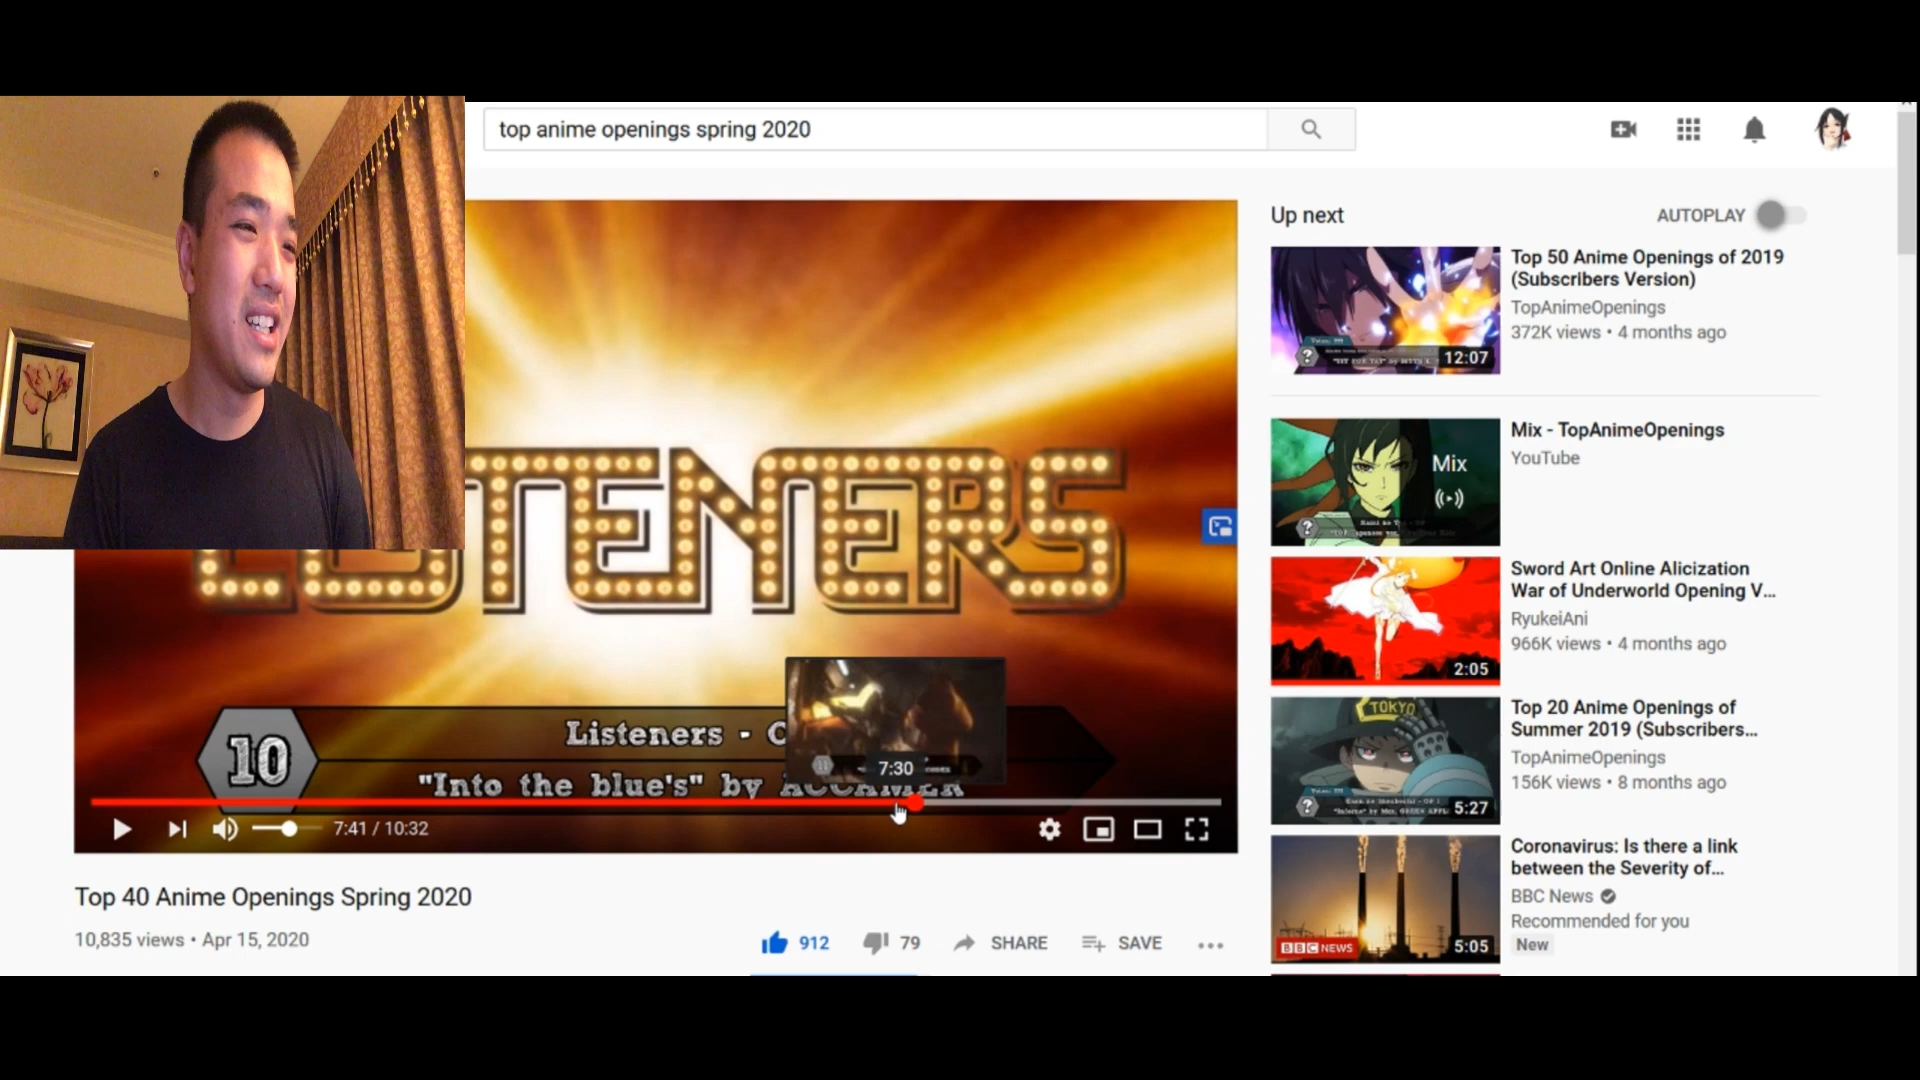 top anime openings spring 2020
LISTENERS
10
Listeners -
"Into the blue's" by ACCAMER
7:30
7:41 / 10:32
Top 40 Anime Openings Spring 2020
10,835 views • Apr 15, 2020
912
79
SHARE
SAVE
Up next
AUTOPLAY
12:07
Top 50 Anime Openings of 2019
(Subscribers Version)
TopAnimeOpenings
372K views • 4 months ago
Mix
Mix - TopAnimeOpenings
YouTube
2:05
Sword Art Online Alicization
War of Underworld Opening V...
RyukeiAni
966K views • 4 months ago
TOKYO
5:27
Top 20 Anime Openings of
Summer 2019 (Subscribers...
TopAnimeOpenings
156K views • 8 months ago
BBC NEWS
5:05
Coronavirus: Is there a link
between the Severity of...
BBC News
Recommended for you
New